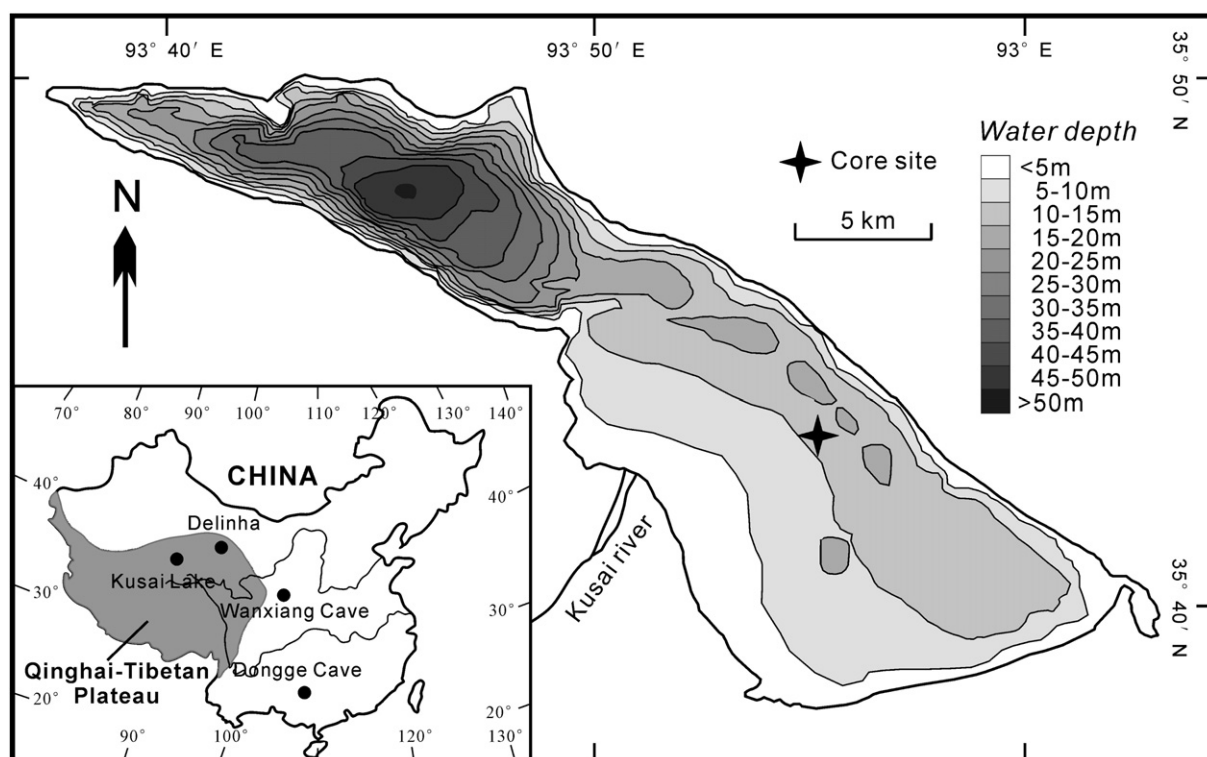 93° 40′ E
93° 50′ E
93° E
35° 50′ N
Water depth
<5m
5-10m
10-15m
15-20m
20-25m
25-30m
30-35m
35-40m
40-45m
45-50m
>50m
Core site
5 km
N
Kusai river
35° 40′ N
70°
80°
90°
100°
110°
120°
130°
140°
40°
30°
20°
CHINA
Delinha
Kusai Lake
Wanxiang Cave
Qinghai-Tibetan
Plateau
Dongge Cave
40°
30°
20°
90°
100°
120°
130°